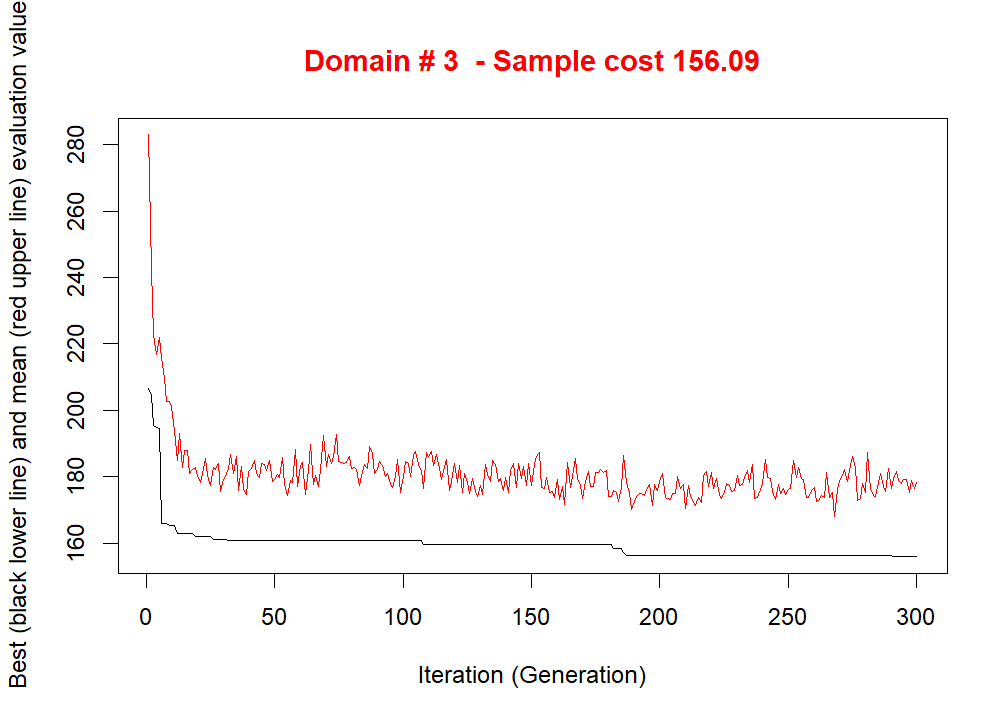 Domain # 3  - Sample cost 156.09
Best (black lower line) and mean (red upper line) evaluation value
280
260
240
220
200
180
160
0 50 100 150 200 250 300
Iteration (Generation)